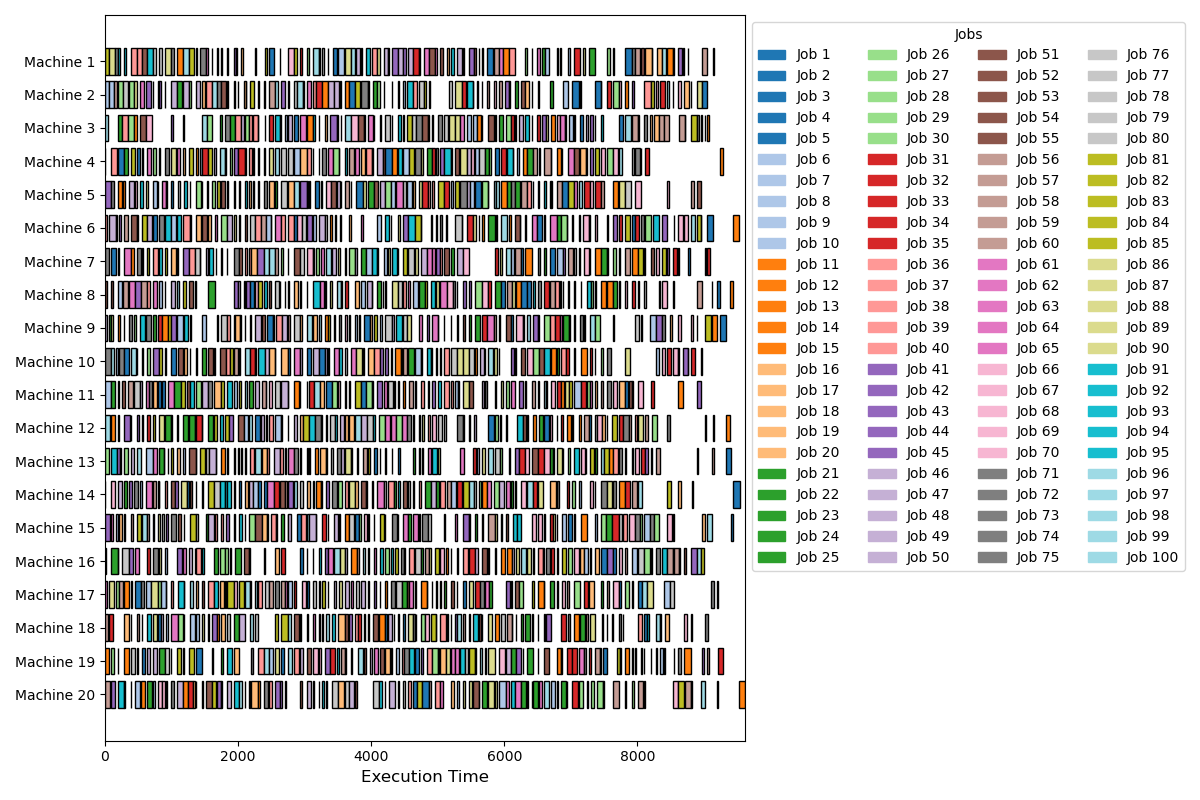 Machine 1
Machine 2
Machine 3
Machine 4
Machine 5
Machine 6
Machine 7
Machine 8
Machine 9
Machine 10
Machine 11
Machine 12
Machine 13
Machine 14
Machine 15
Machine 16
Machine 17
Machine 18
Machine 19
Machine 20
0 2000 4000 6000 8000
Execution Time
Jobs
Job 1 Job 26 Job 51 Job 76
Job 2 Job 27 Job 52 Job 77
Job 3 Job 28 Job 53 Job 78
Job 4 Job 29 Job 54 Job 79
Job 5 Job 30 Job 55 Job 80
Job 6 Job 31 Job 56 Job 81
Job 7 Job 32 Job 57 Job 82
Job 8 Job 33 Job 58 Job 83
Job 9 Job 34 Job 59 Job 84
Job 10 Job 35 Job 60 Job 85
Job 11 Job 36 Job 61 Job 86
Job 12 Job 37 Job 62 Job 87
Job 13 Job 38 Job 63 Job 88
Job 14 Job 39 Job 64 Job 89
Job 15 Job 40 Job 65 Job 90
Job 16 Job 41 Job 66 Job 91
Job 17 Job 42 Job 67 Job 92
Job 18 Job 43 Job 68 Job 93
Job 19 Job 44 Job 69 Job 94
Job 20 Job 45 Job 70 Job 95
Job 21 Job 46 Job 71 Job 96
Job 22 Job 47 Job 72 Job 97
Job 23 Job 48 Job 73 Job 98
Job 24 Job 49 Job 74 Job 99
Job 25 Job 50 Job 75 Job 100